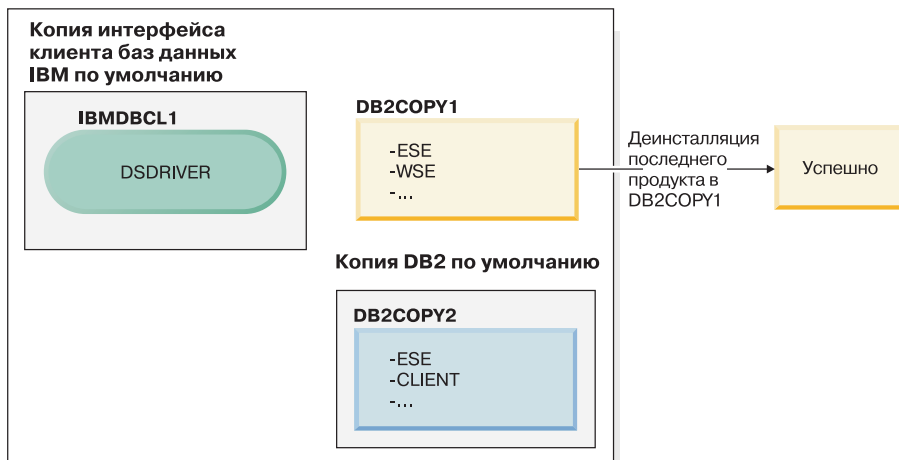 Копия интерфейса
клиента баз данных
IBM по умолчанию
IBMDBCL1
DSDRIVER
DB2COPY1
-ESE
-WSE
-...
Деинсталляция
последнего
продукта в
DB2COPY1
Успешно
Копия DB2 по умолчанию
DB2COPY2
-ESE
-CLIENT
-...